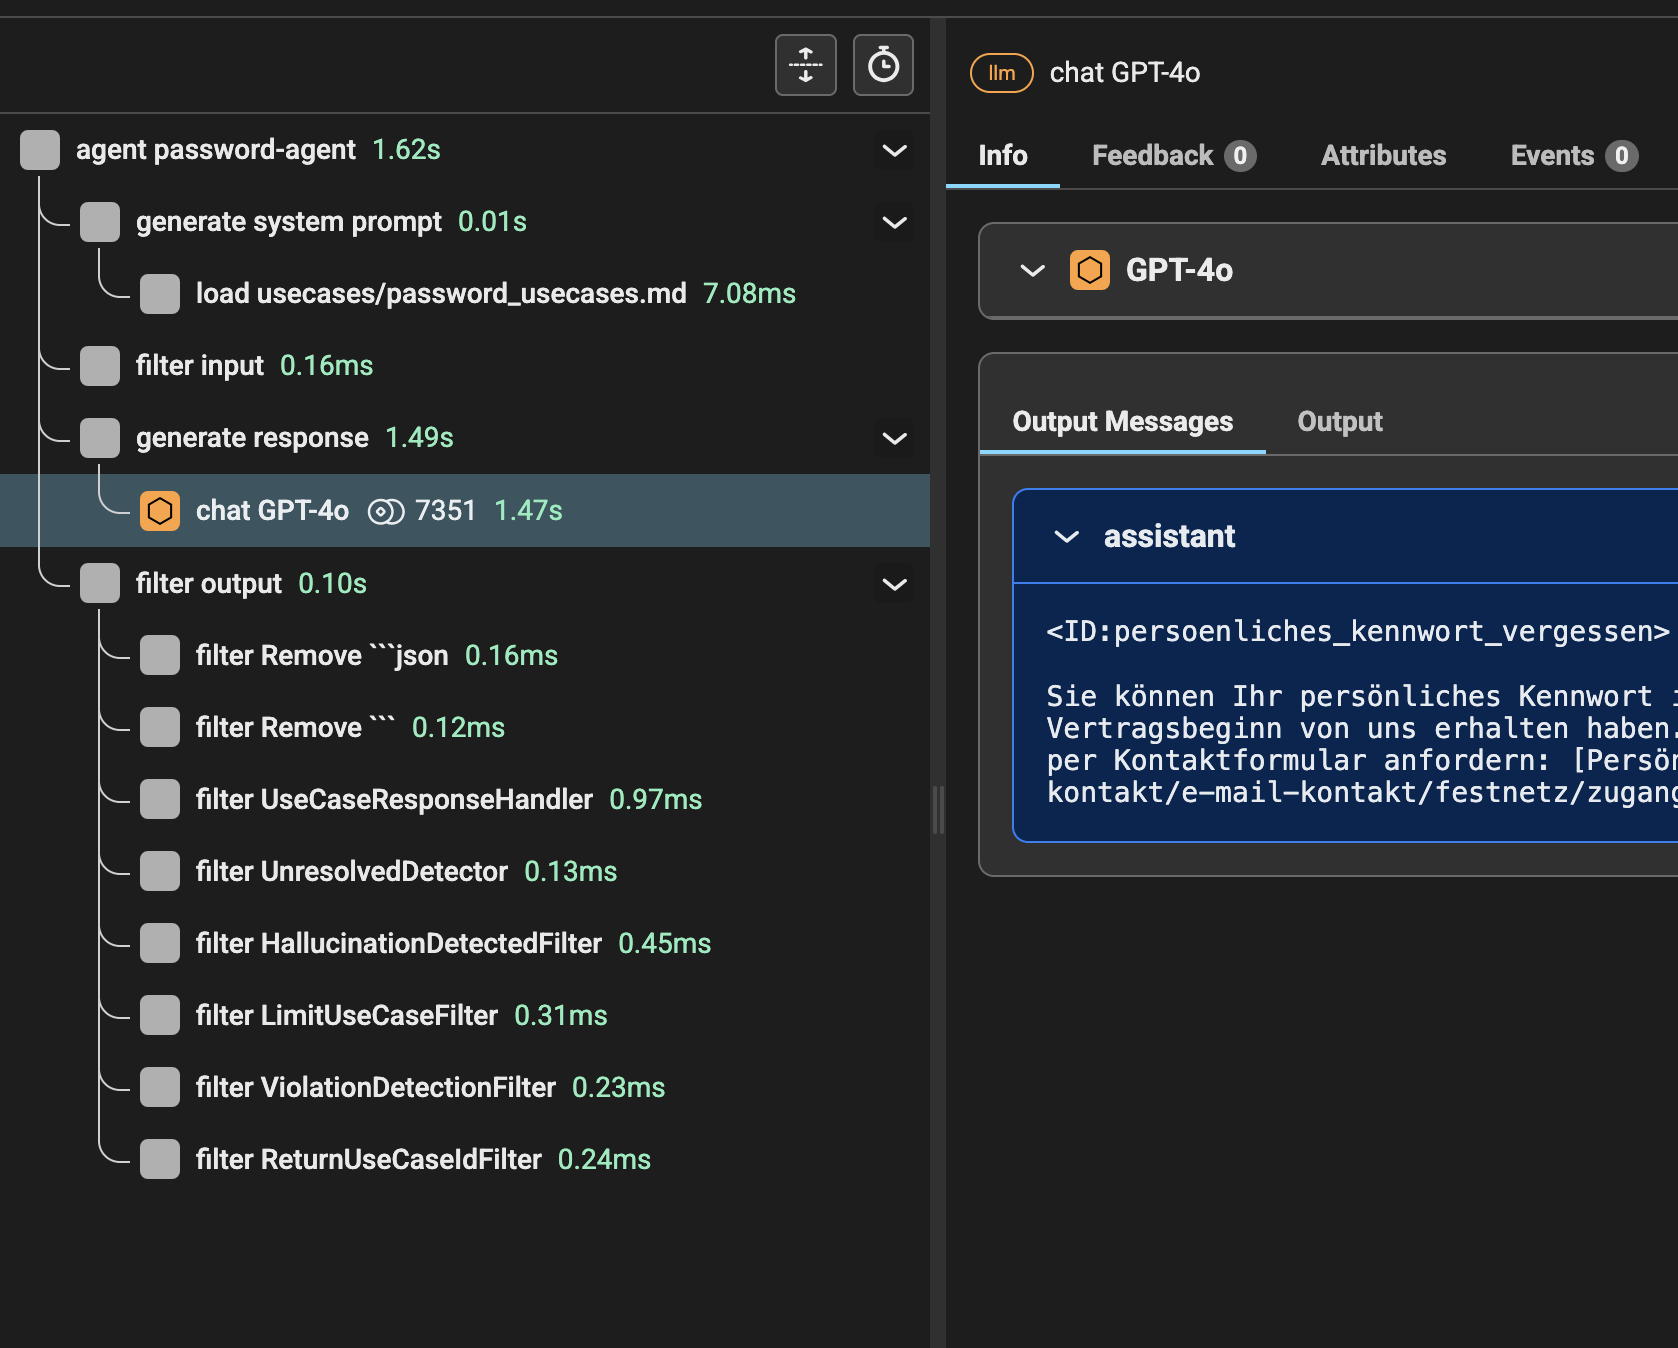 agent password-agent 1.62s
generate system prompt 0.01s
load usecases/password_usecases.md 7.08ms
filter input 0.16ms
generate response 1.49s
chat GPT-4o 7351 1.47s
filter output 0.10s
filter Remove ```json 0.16ms
filter Remove ``` 0.12ms
filter UseCaseResponseHandler 0.97ms
filter UnresolvedDetector 0.13ms
filter HallucinationDetectedFilter 0.45ms
filter LimitUseCaseFilter 0.31ms
filter ViolationDetectionFilter 0.23ms
filter ReturnUseCaseIdFilter 0.24ms
llm chat GPT-4o
Info Feedback 0 Attributes Events 0
GPT-4o
Output Messages Output
assistant
<ID:persoenliches_kennwort_vergessen>
Sie können Ihr persönliches Kennwort
Vertragsbeginn von uns erhalten haben.
per Kontaktformular anfordern: [Persön
kontakt/e-mail-kontakt/festnetz/zugang